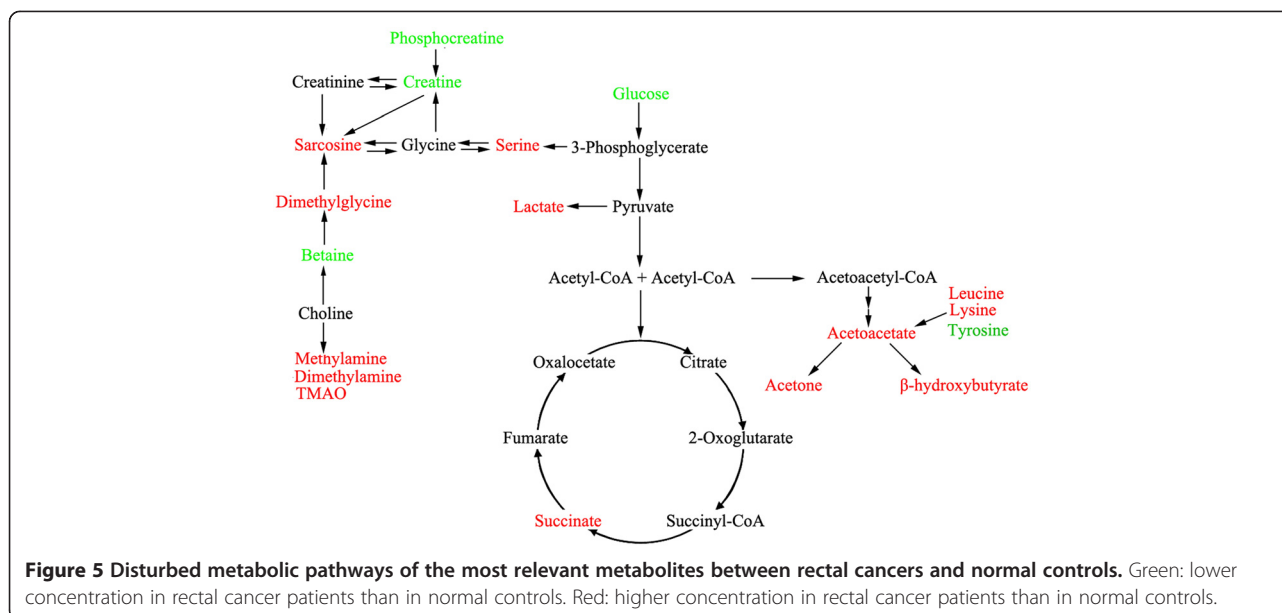 Phosphocreatine
Creatinine
Creatine
Glucose
Sarcosine
Glycine
Serine
3-Phosphoglycerate
Dimethylglycine
Lactate
Pyruvate
Betaine
Acetyl-CoA + Acetyl-CoA
Acetoacetyl-CoA
Choline
Leucine
Lysine
Tyrosine
Acetoacetate
Methylamine
Dimethylamine
TMAO
Oxalocetate
Citrate
Acetone
β-hydroxybutyrate
Fumarate
2-Oxoglutarate
Succinate
Succinyl-CoA
Figure 5 Disturbed metabolic pathways of the most relevant metabolites between rectal cancers and normal controls. Green: lower
concentration in rectal cancer patients than in normal controls. Red: higher concentration in rectal cancer patients than in normal controls.